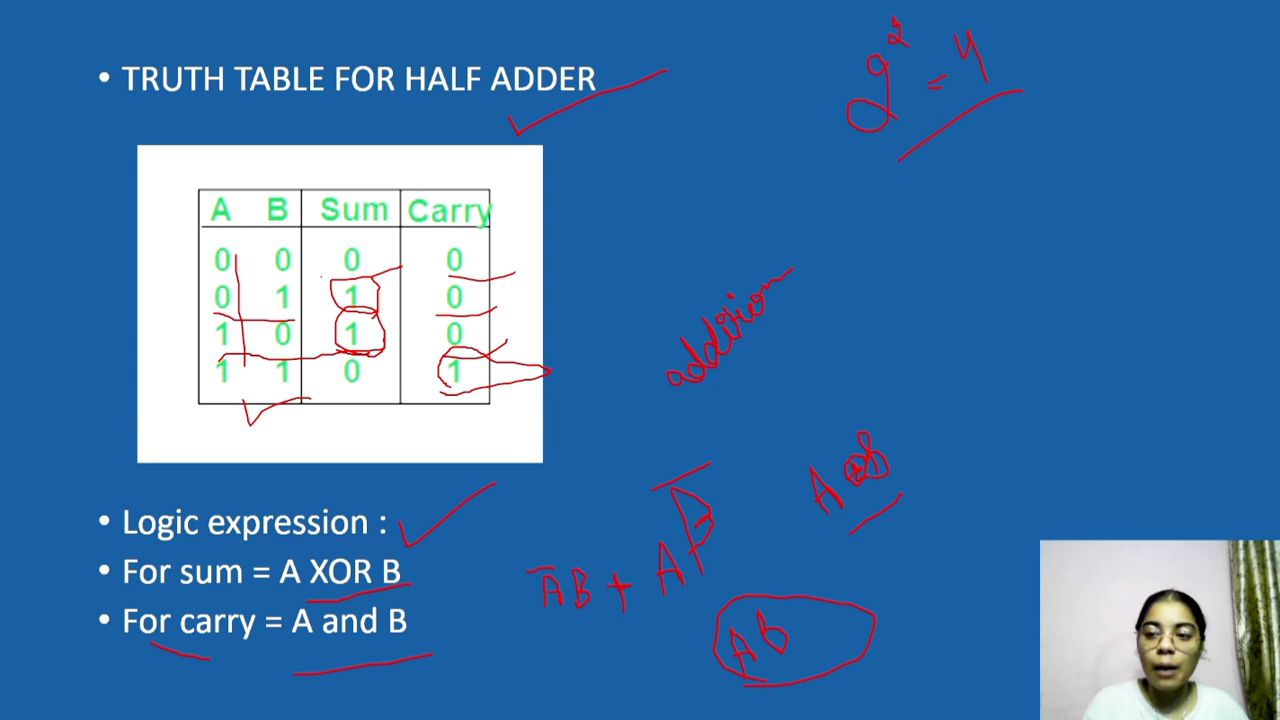 • TRUTH TABLE FOR HALF ADDER
2² = 4
A B Sum Carry
0 0 0 0
0 1 1 0
1 0 1 0
1 1 0 1
addition
• Logic expression :
• For sum = A XOR B
• For carry = A and B
A̅B + AB̅
A ⊕ B
AB